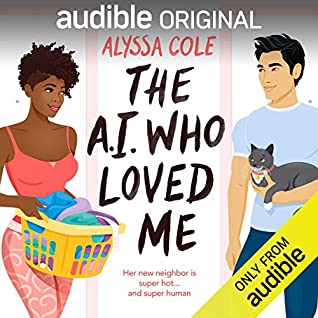 audible ORIGINAL
ALYSSA COLE
THE
A.I. WHO
LOVED
ME
Her new neighbor is
super hot...
and super human
ONLY FROM
audible